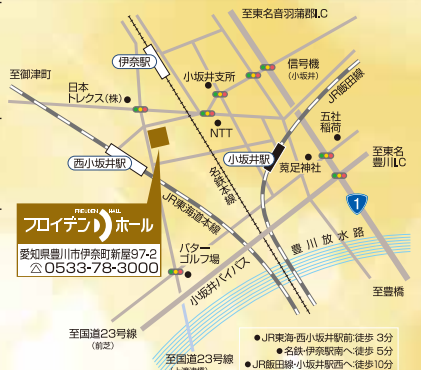 至東名音羽蒲郡I.C
伊奈駅
小坂井支所
信号機
(小坂井)
JR飯田線
至御津町
日本
トレクス(株)
NTT
五社
稲荷
西小坂井駅
名鉄本線
小坂井駅
菟足神社
至東名
豊川I.C
JR東海道本線
1
FREUDEN HALL
フロイデンホール
愛知県豊川市伊奈町新屋97-2
0533-78-3000
パター
ゴルフ場
小坂井バイパス
豊川放水路
至豊橋
至国道23号線
(前芝)
至国道23号線
●JR東海・西小坂井駅前:徒歩 3分
●名鉄・伊奈駅南へ:徒歩 5分
●JR飯田線・小坂井駅西へ:徒歩10分